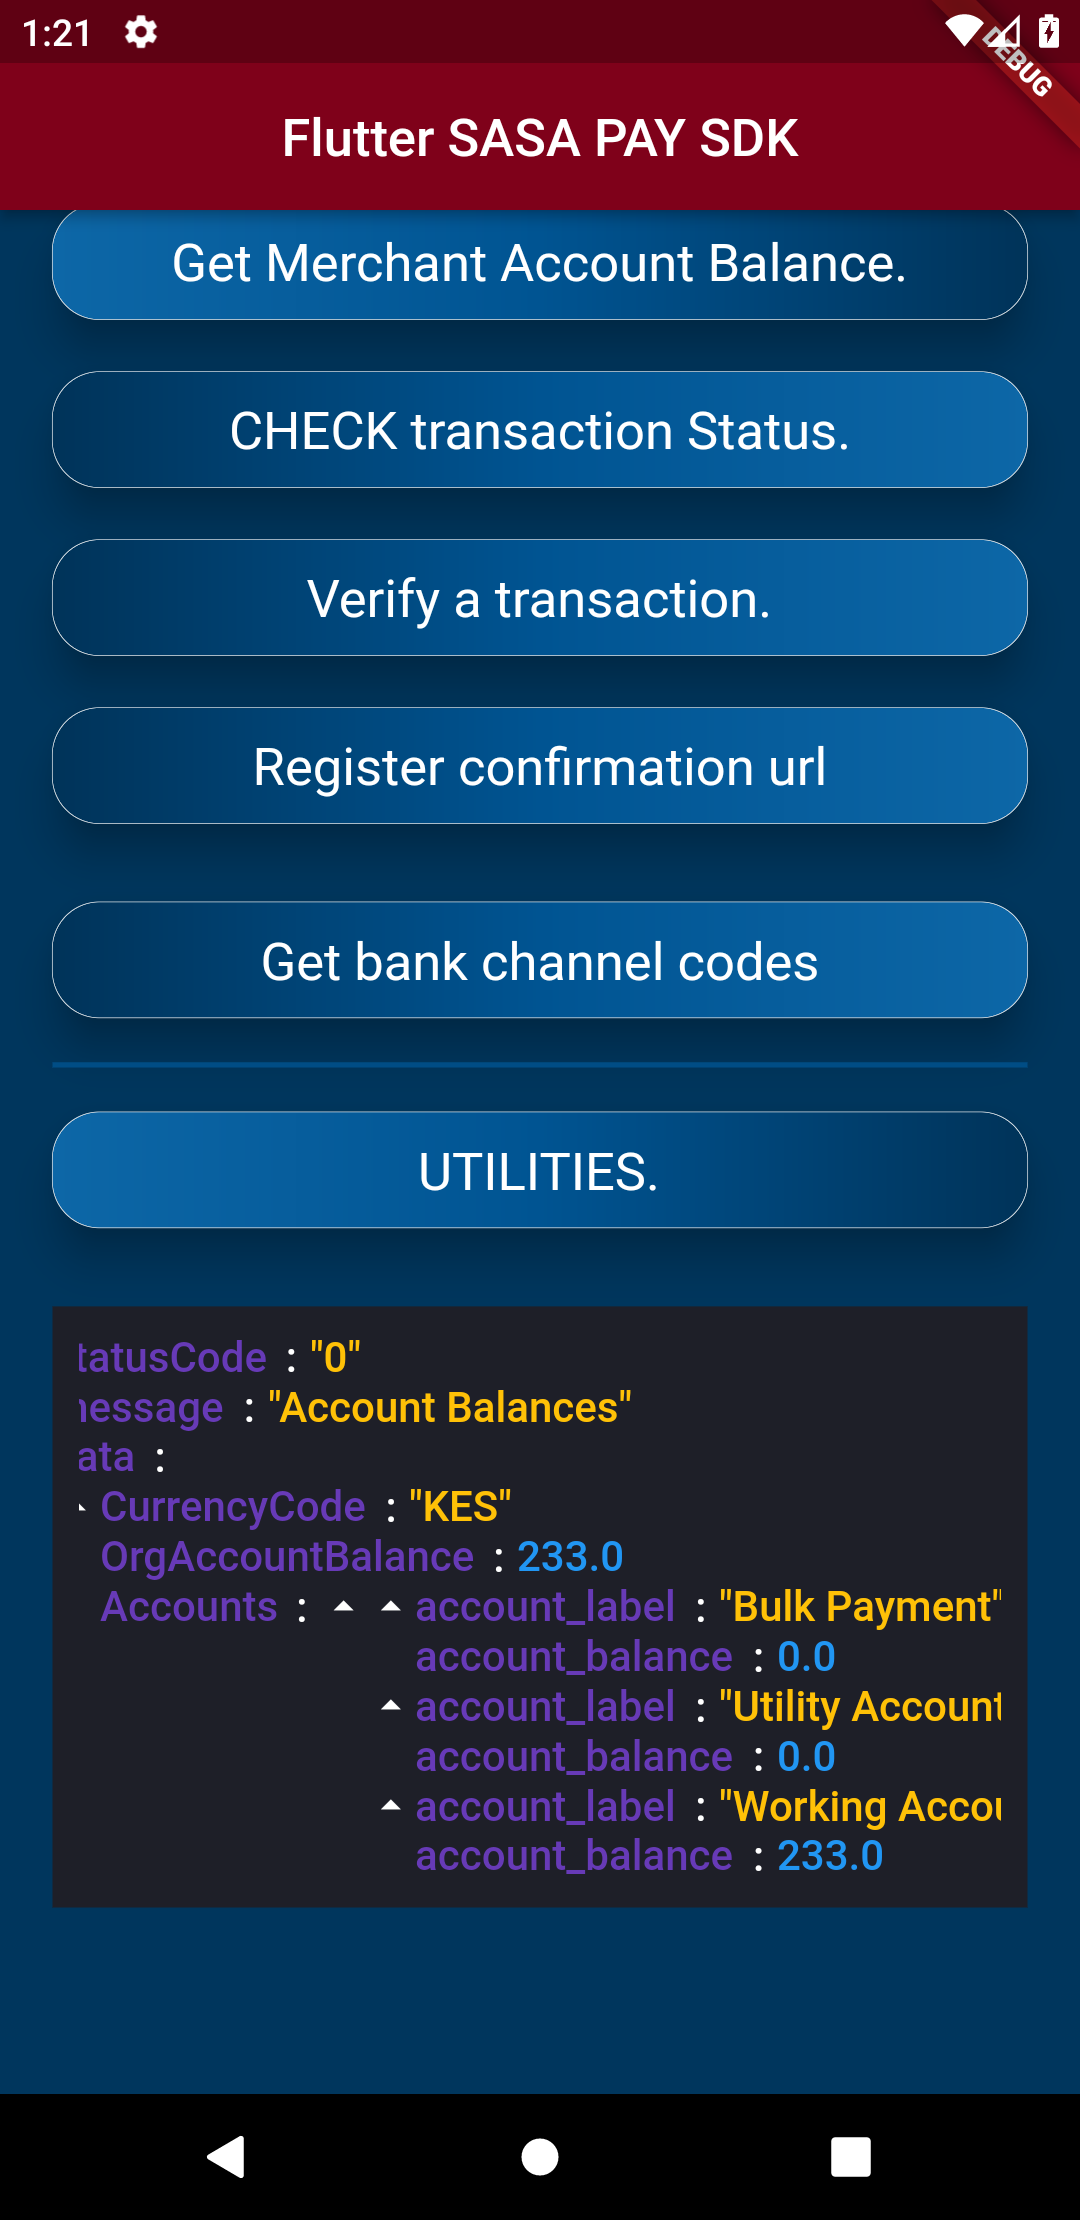 1:21
DEBUG
Flutter SASA PAY SDK
Get Merchant Account Balance.
CHECK transaction Status.
Verify a transaction.
Register confirmation url
Get bank channel codes
UTILITIES.
tatusCode : "0"
essage : "Account Balances"
ata :
CurrencyCode : "KES"
OrgAccountBalance : 233.0
Accounts : account_label : "Bulk Payment"
account_balance : 0.0
account_label : "Utility Account
account_balance : 0.0
account_label : "Working Accou
account_balance : 233.0